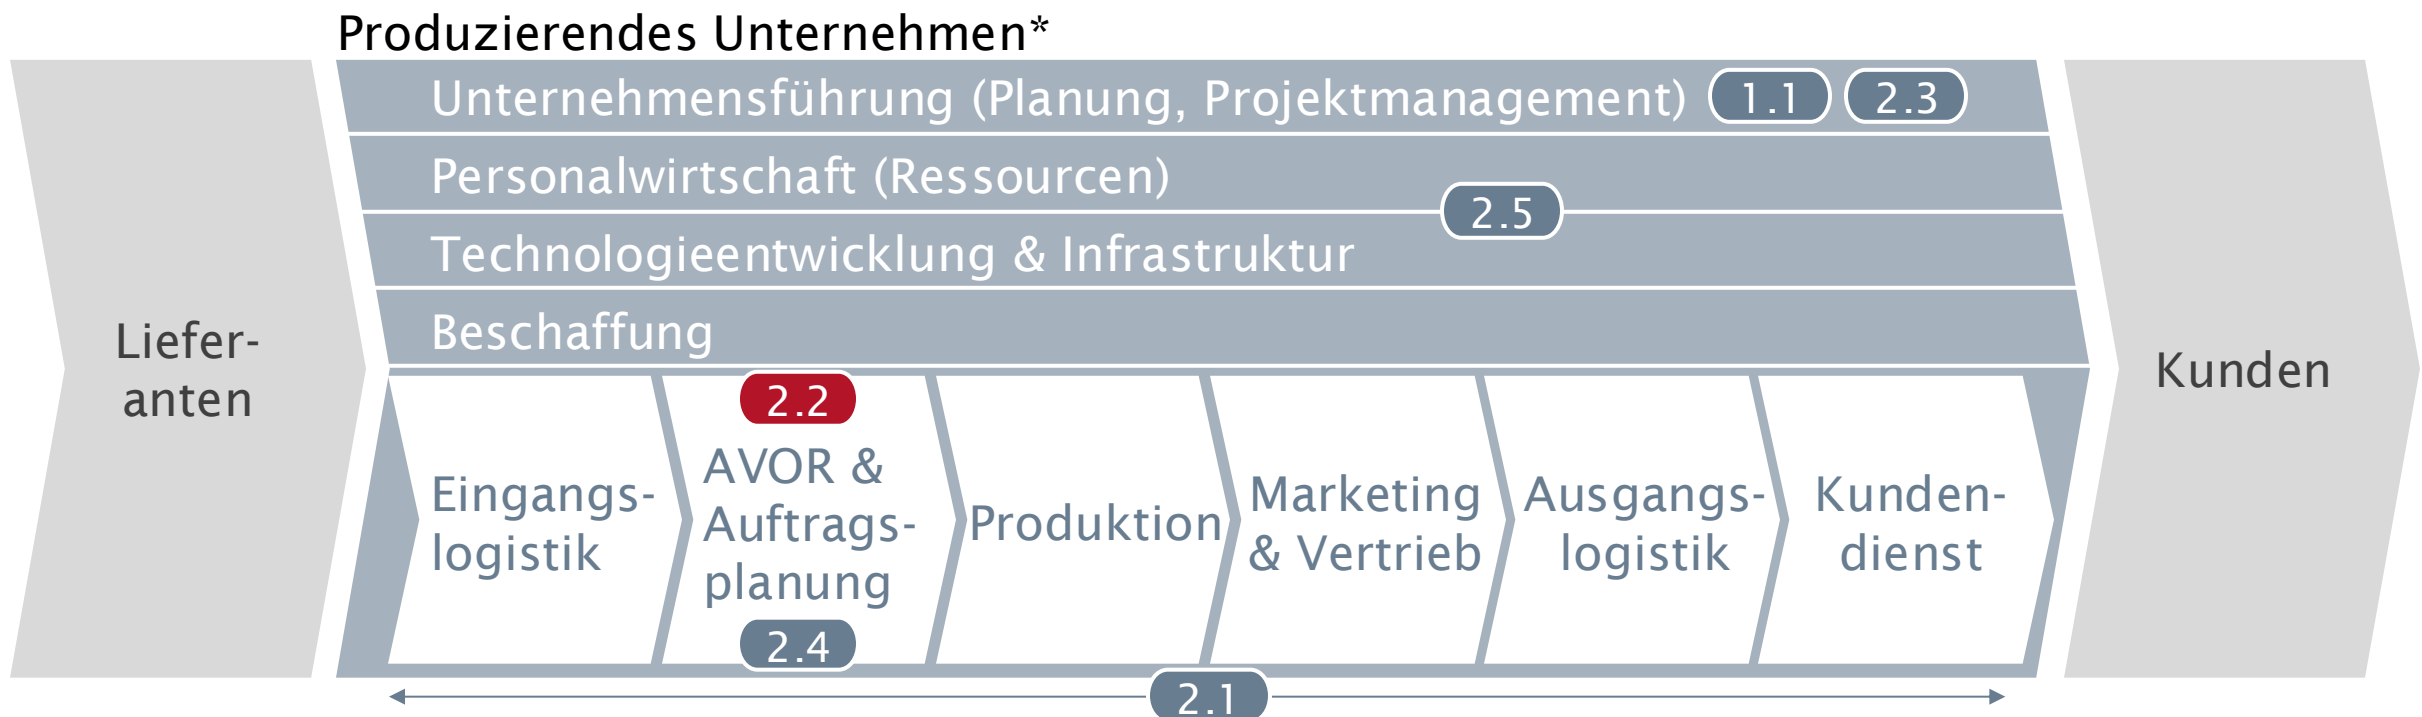 Produzierendes Unternehmen*
Unternehmensführung (Planung, Projektmanagement) 1.1 2.3
Personalwirtschaft (Ressourcen)
2.5
Technologieentwicklung & Infrastruktur
Beschaffung
Liefer-
anten
2.2
Eingangs-
logistik
AVOR &
Auftrags-
planung
2.4
Produktion
Marketing
& Vertrieb
Ausgangs-
logistik
Kunden-
dienst
Kunden
2.1